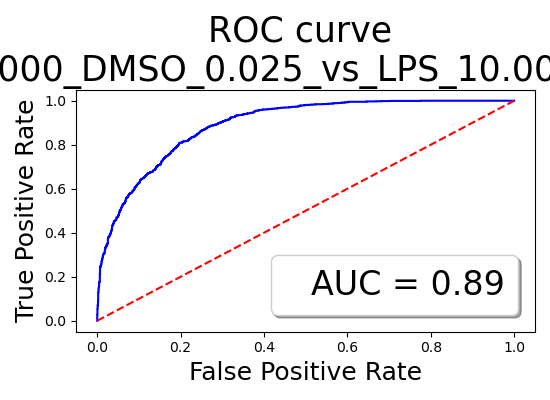 ROC curve
000_DMSO_0.025_vs_LPS_10.00
True Positive Rate
1.0
0.8
0.6
0.4
0.2
0.0
AUC = 0.89
0.0 0.2 0.4 0.6 0.8 1.0
False Positive Rate